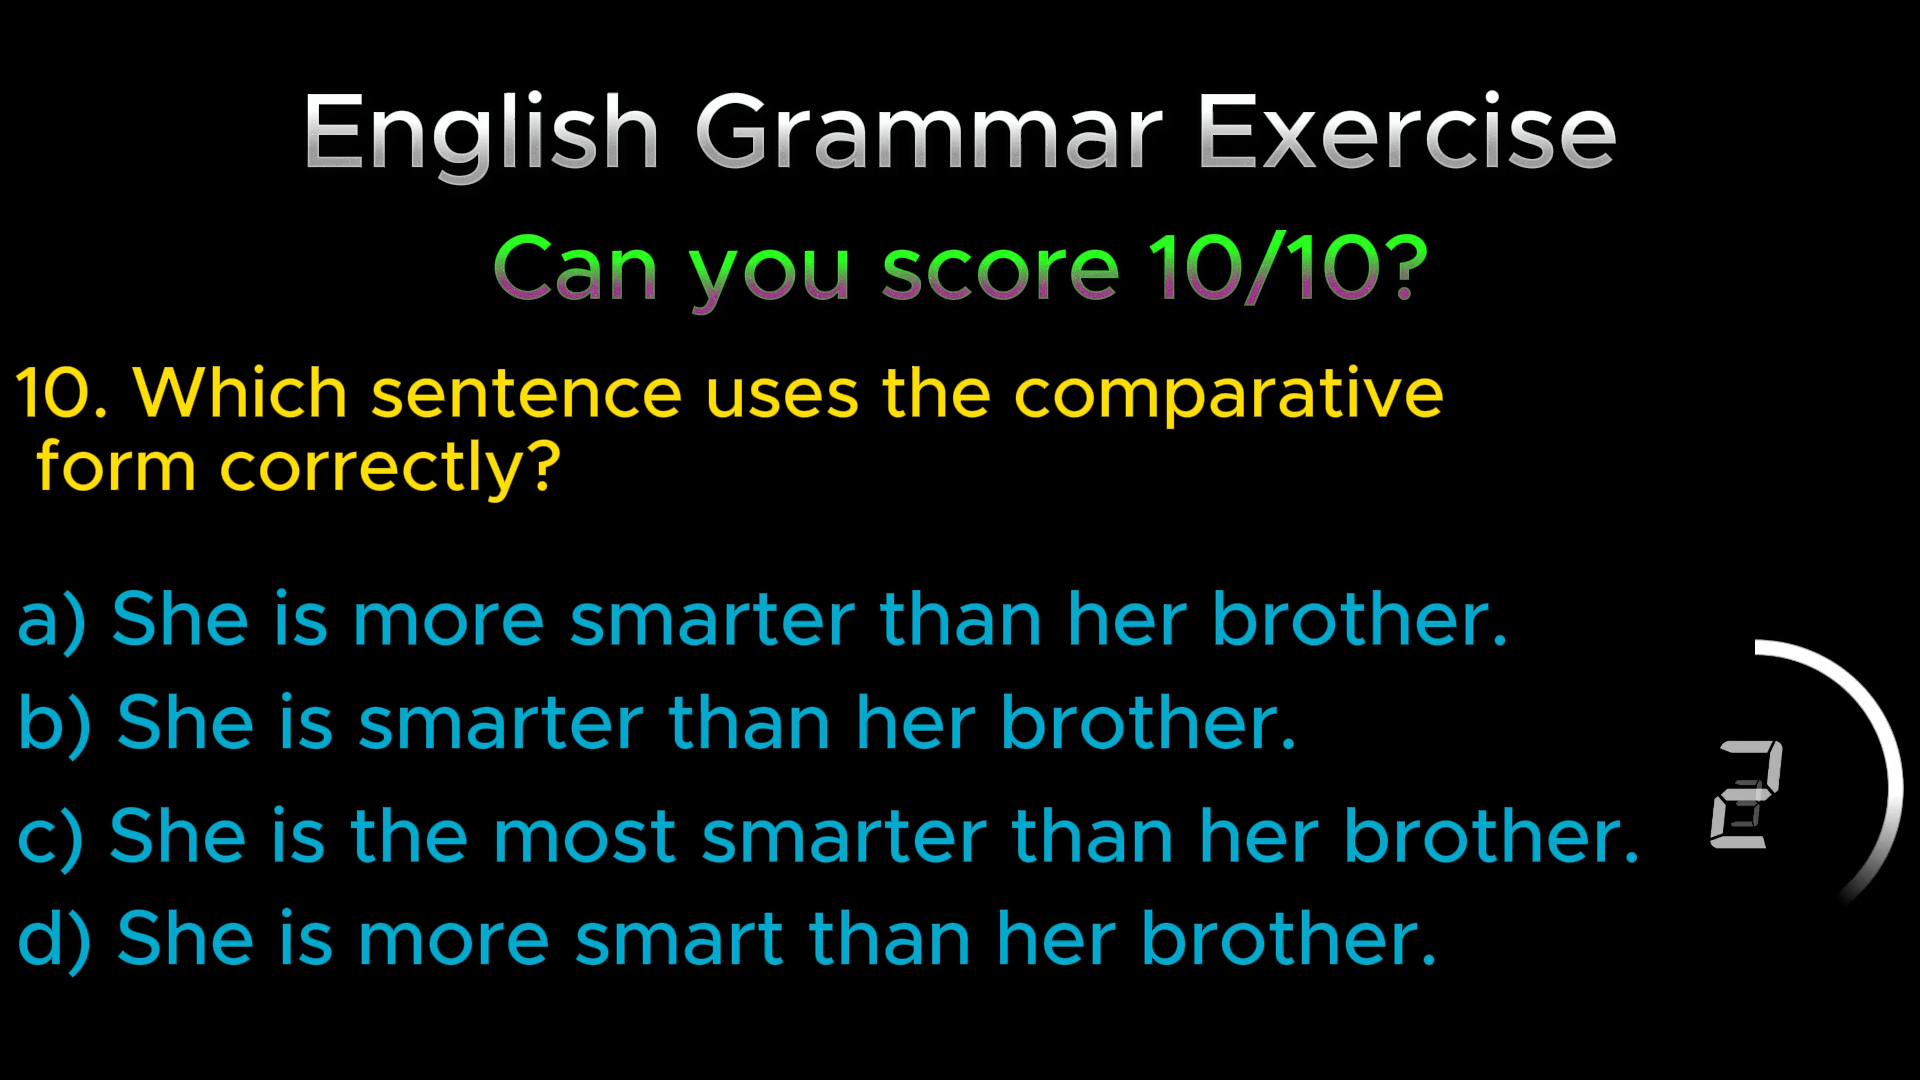 English Grammar Exercise
Can you score 10/10?
10. Which sentence uses the comparative
form correctly?
a) She is more smarter than her brother.
b) She is smarter than her brother.
c) She is the most smarter than her brother.
2
d) She is more smart than her brother.